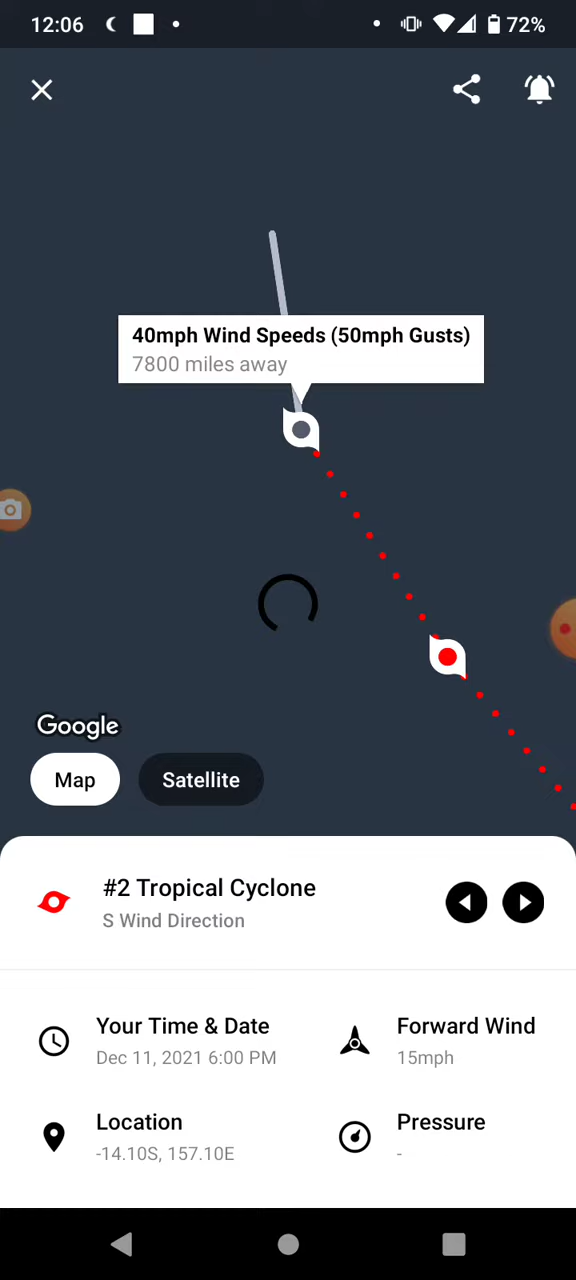 12:06
72%
40mph Wind Speeds (50mph Gusts)
7800 miles away
Google
Map
Satellite
#2 Tropical Cyclone
S Wind Direction
Your Time & Date
Dec 11, 2021 6:00 PM
Forward Wind
15mph
Location
-14.10S, 157.10E
Pressure
-